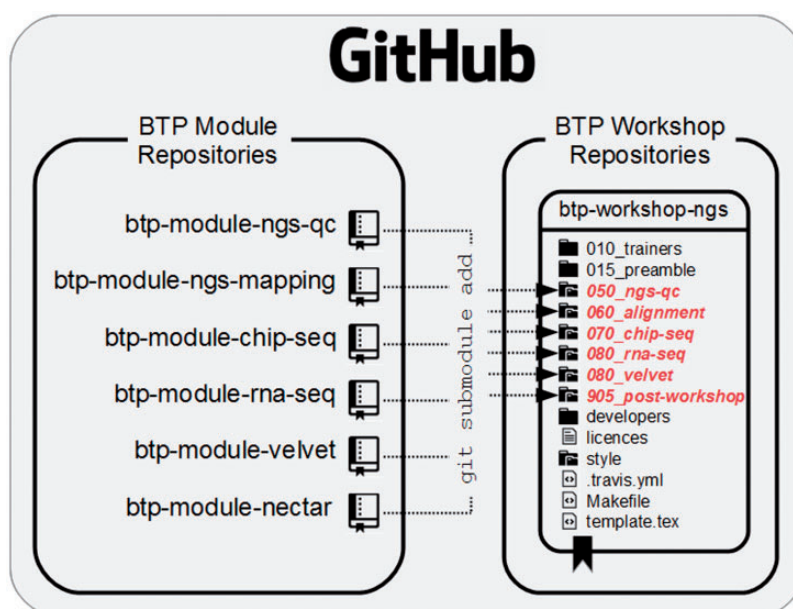 GitHub
BTP Module
Repositories
btp-module-ngs-qc
btp-module-ngs-mapping
btp-module-chip-seq
btp-module-rna-seq
btp-module-velvet
btp-module-nectar
git submodule add
BTP Workshop
Repositories
btp-workshop-ngs
010_trainers
015_preamble
050_ngs-qc
060_alignment
070_chip-seq
080_rna-seq
080_velvet
905_post-workshop
developers
licences
style
.travis.yml
Makefile
template.tex